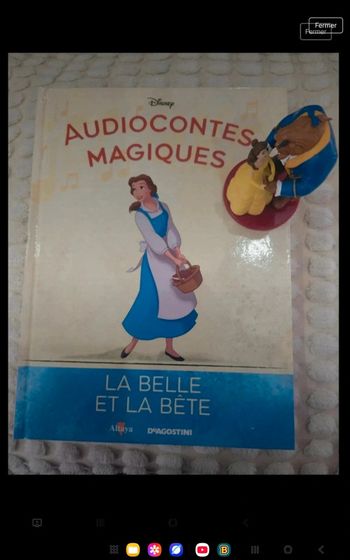 Fermer
Fermer
Disney
AUDIOCONTES
MAGIQUES
LA BELLE
ET LA BÊTE
Altaya
DeAGOSTINI